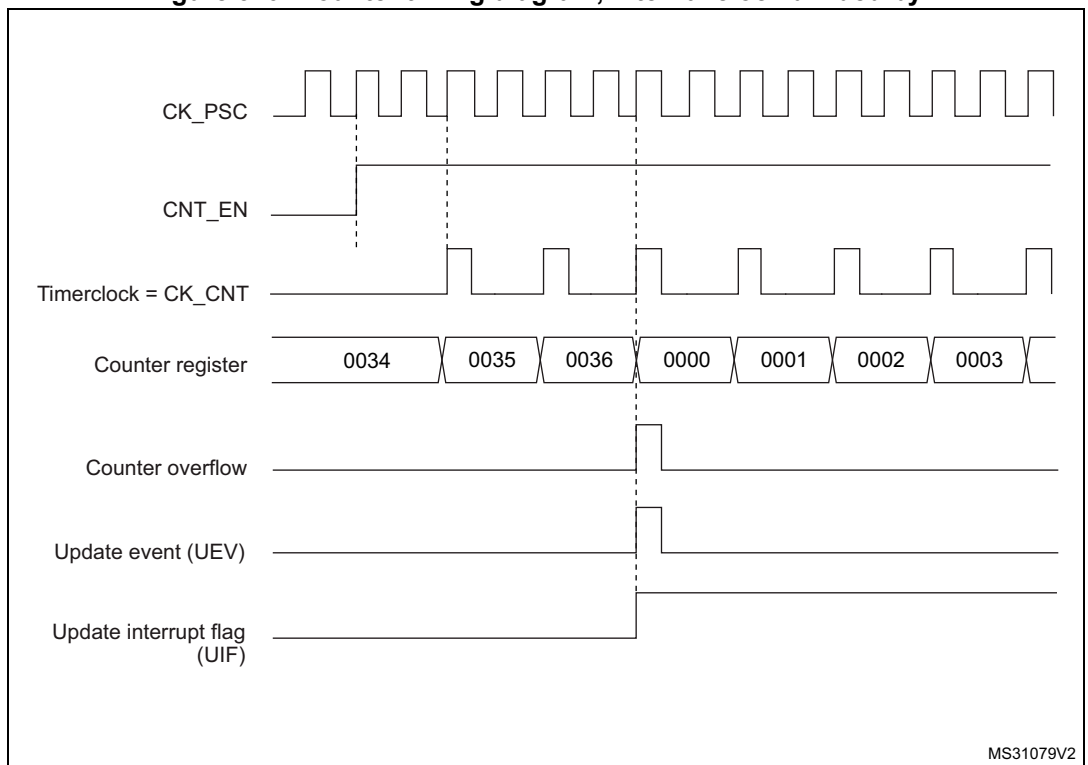 CK_PSC
CNT_EN
Timerclock = CK_CNT
Counter register
0034
0035
0036
0000
0001
0002
0003
Counter overflow
Update event (UEV)
Update interrupt flag
(UIF)
MS31079V2